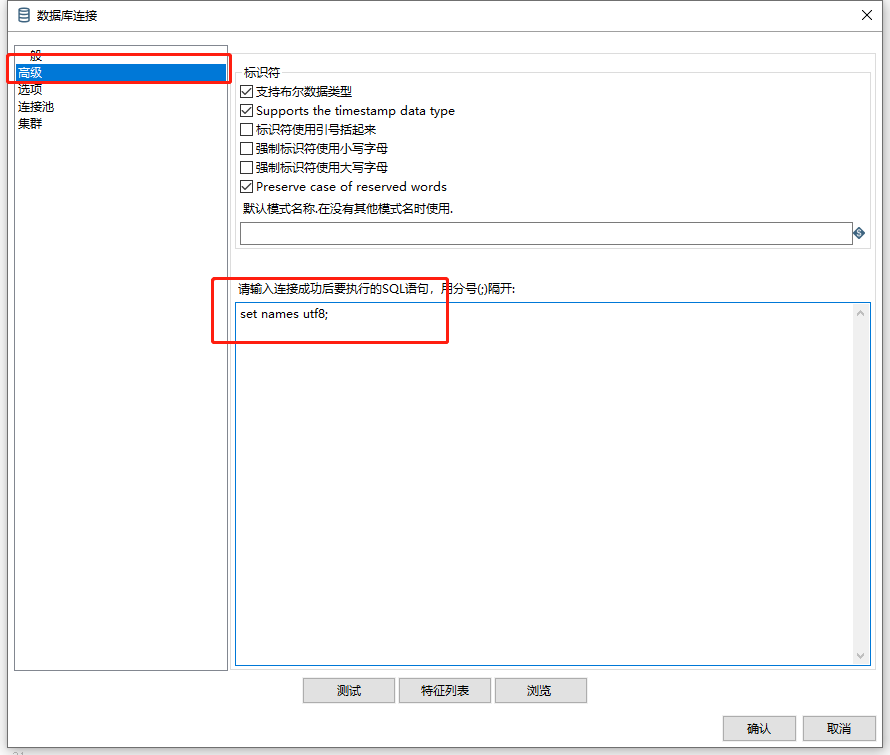 数据库连接
一般
高级
选项
连接池
集群
标识符
支持布尔数据类型
Supports the timestamp data type
标识符使用引号括起来
强制标识符使用小写字母
强制标识符使用大写字母
Preserve case of reserved words
默认模式名称.在没有其他模式名时使用.
请输入连接成功后要执行的SQL语句，用分号(;)隔开:
set names utf8;
测试
特征列表
浏览
确认
取消